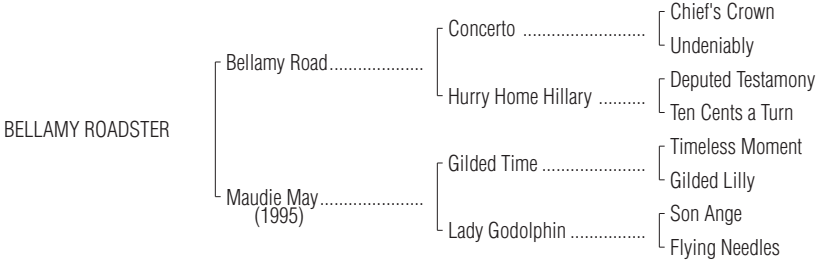 Chief's Crown
Concerto ..........................
Undeniably
Bellamy Road....................
Deputed Testamony
Hurry Home Hillary ..........
Ten Cents a Turn
BELLAMY ROADSTER
Timeless Moment
Gilded Time ......................
Gilded Lilly
Maudie May......................
(1995)
Son Ange
Lady Godolphin ................
Flying Needles